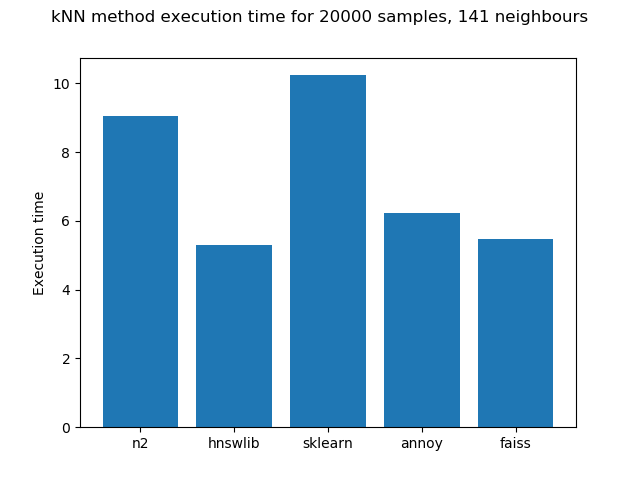 kNN method execution time for 20000 samples, 141 neighbours
Execution time
10
8
6
4
2
0
n2 hnswlib sklearn annoy faiss